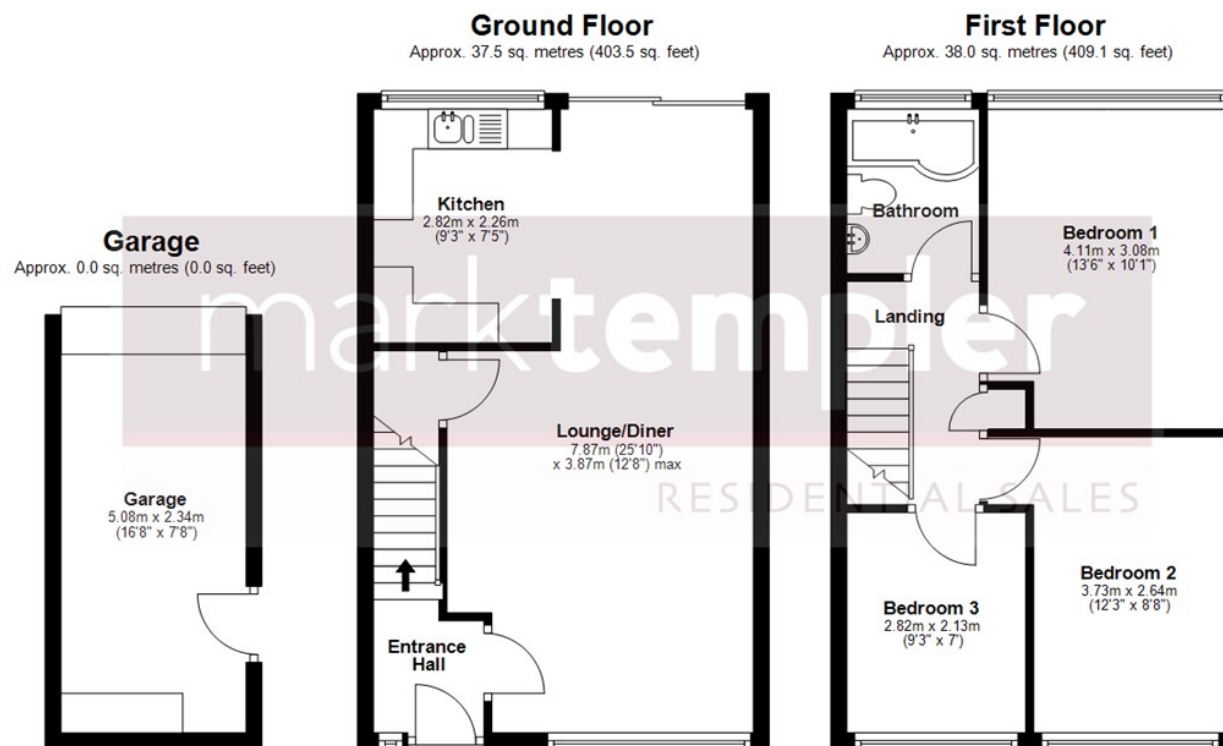 Ground Floor
Approx. 37.5 sq. metres (403.5 sq. feet)
First Floor
Approx. 38.0 sq. metres (409.1 sq. feet)
Garage
Approx. 0.0 sq. metres (0.0 sq. feet)
Kitchen
2.82m x 2.26m
(9'3" x 7'5")
Bathroom
Bedroom 1
4.11m x 3.08m
(13'6" x 10'1")
Landing
marktempler
RESIDENTIAL SALES
Lounge/Diner
7.87m (25'10")
x 3.87m (12'8") max
Garage
5.08m x 2.34m
(16'8" x 7'8")
Entrance
Hall
Bedroom 3
2.82m x 2.13m
(9'3" x 7')
Bedroom 2
3.73m x 2.64m
(12'3" x 8'8")